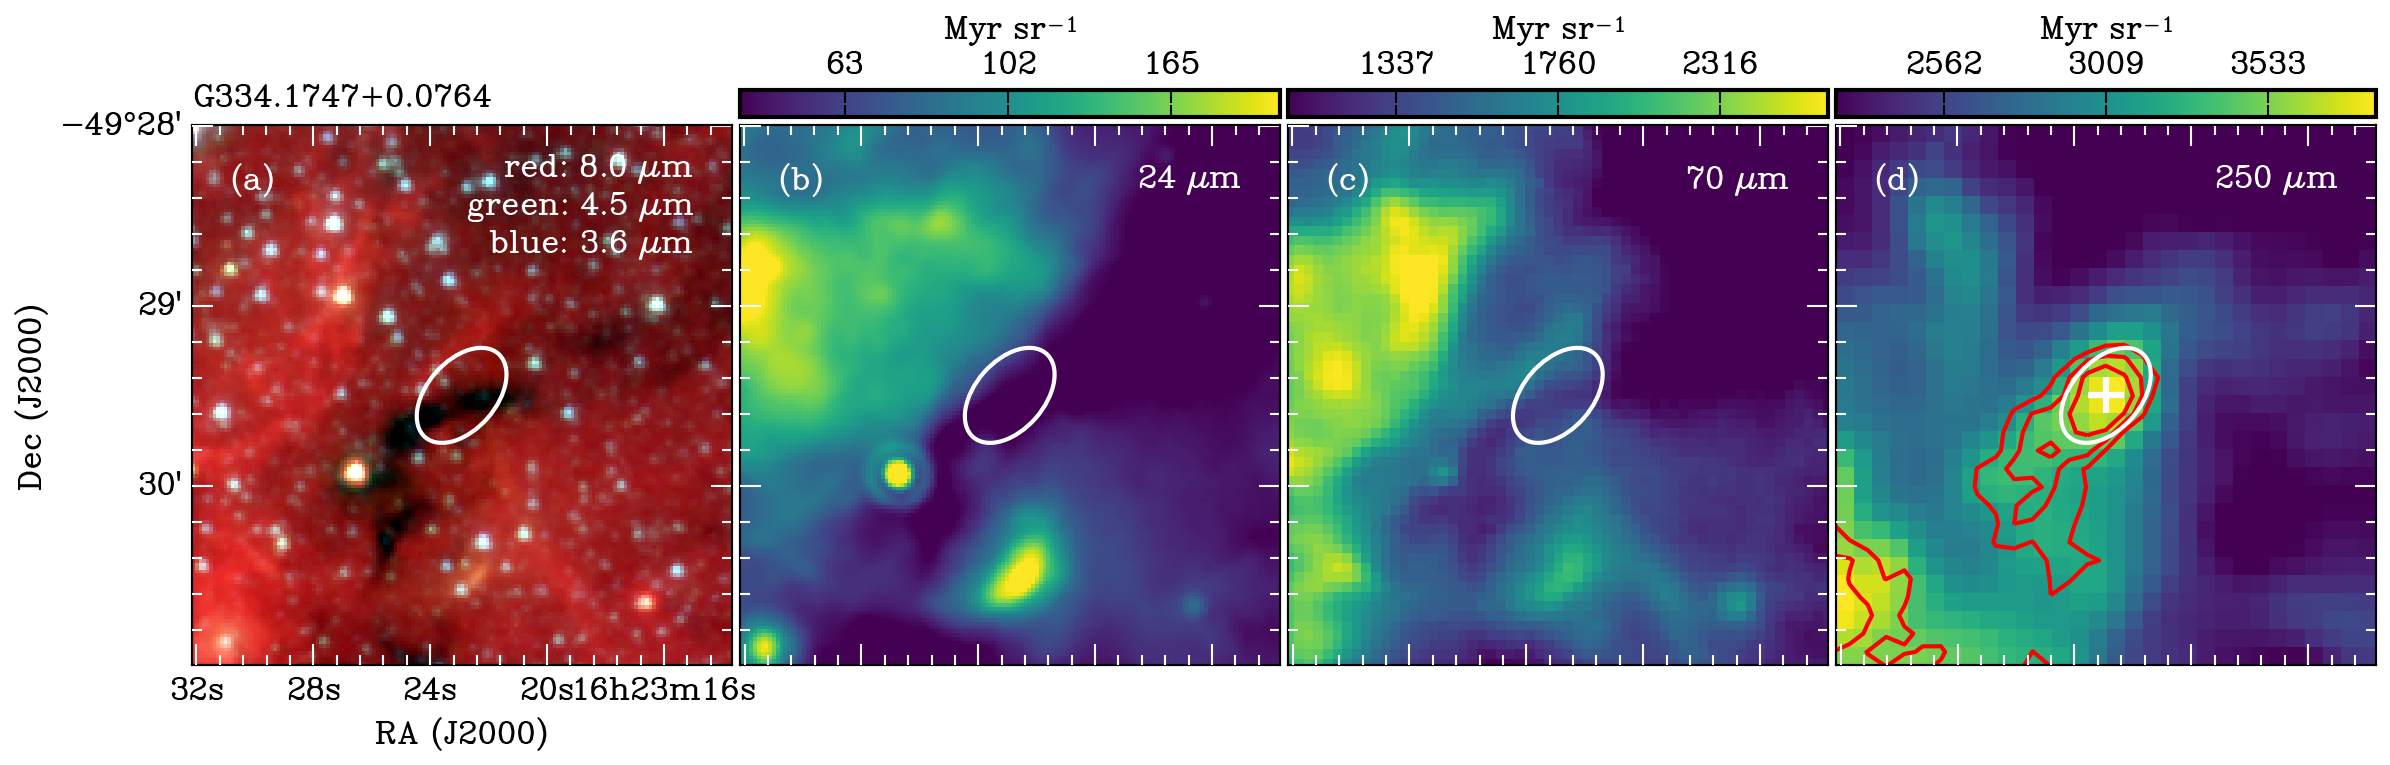 Myr sr⁻¹
Myr sr⁻¹
Myr sr⁻¹
63 102 165
1337 1760 2316
2562 3009 3533
G334.1747+0.0764
(a)
red: 8.0 μm
green: 4.5 μm
blue: 3.6 μm
(b) 24 μm
(c) 70 μm
(d) 250 μm
−49°28'
29'
30'
Dec (J2000)
32s 28s 24s 20s 16h23m16s
RA (J2000)